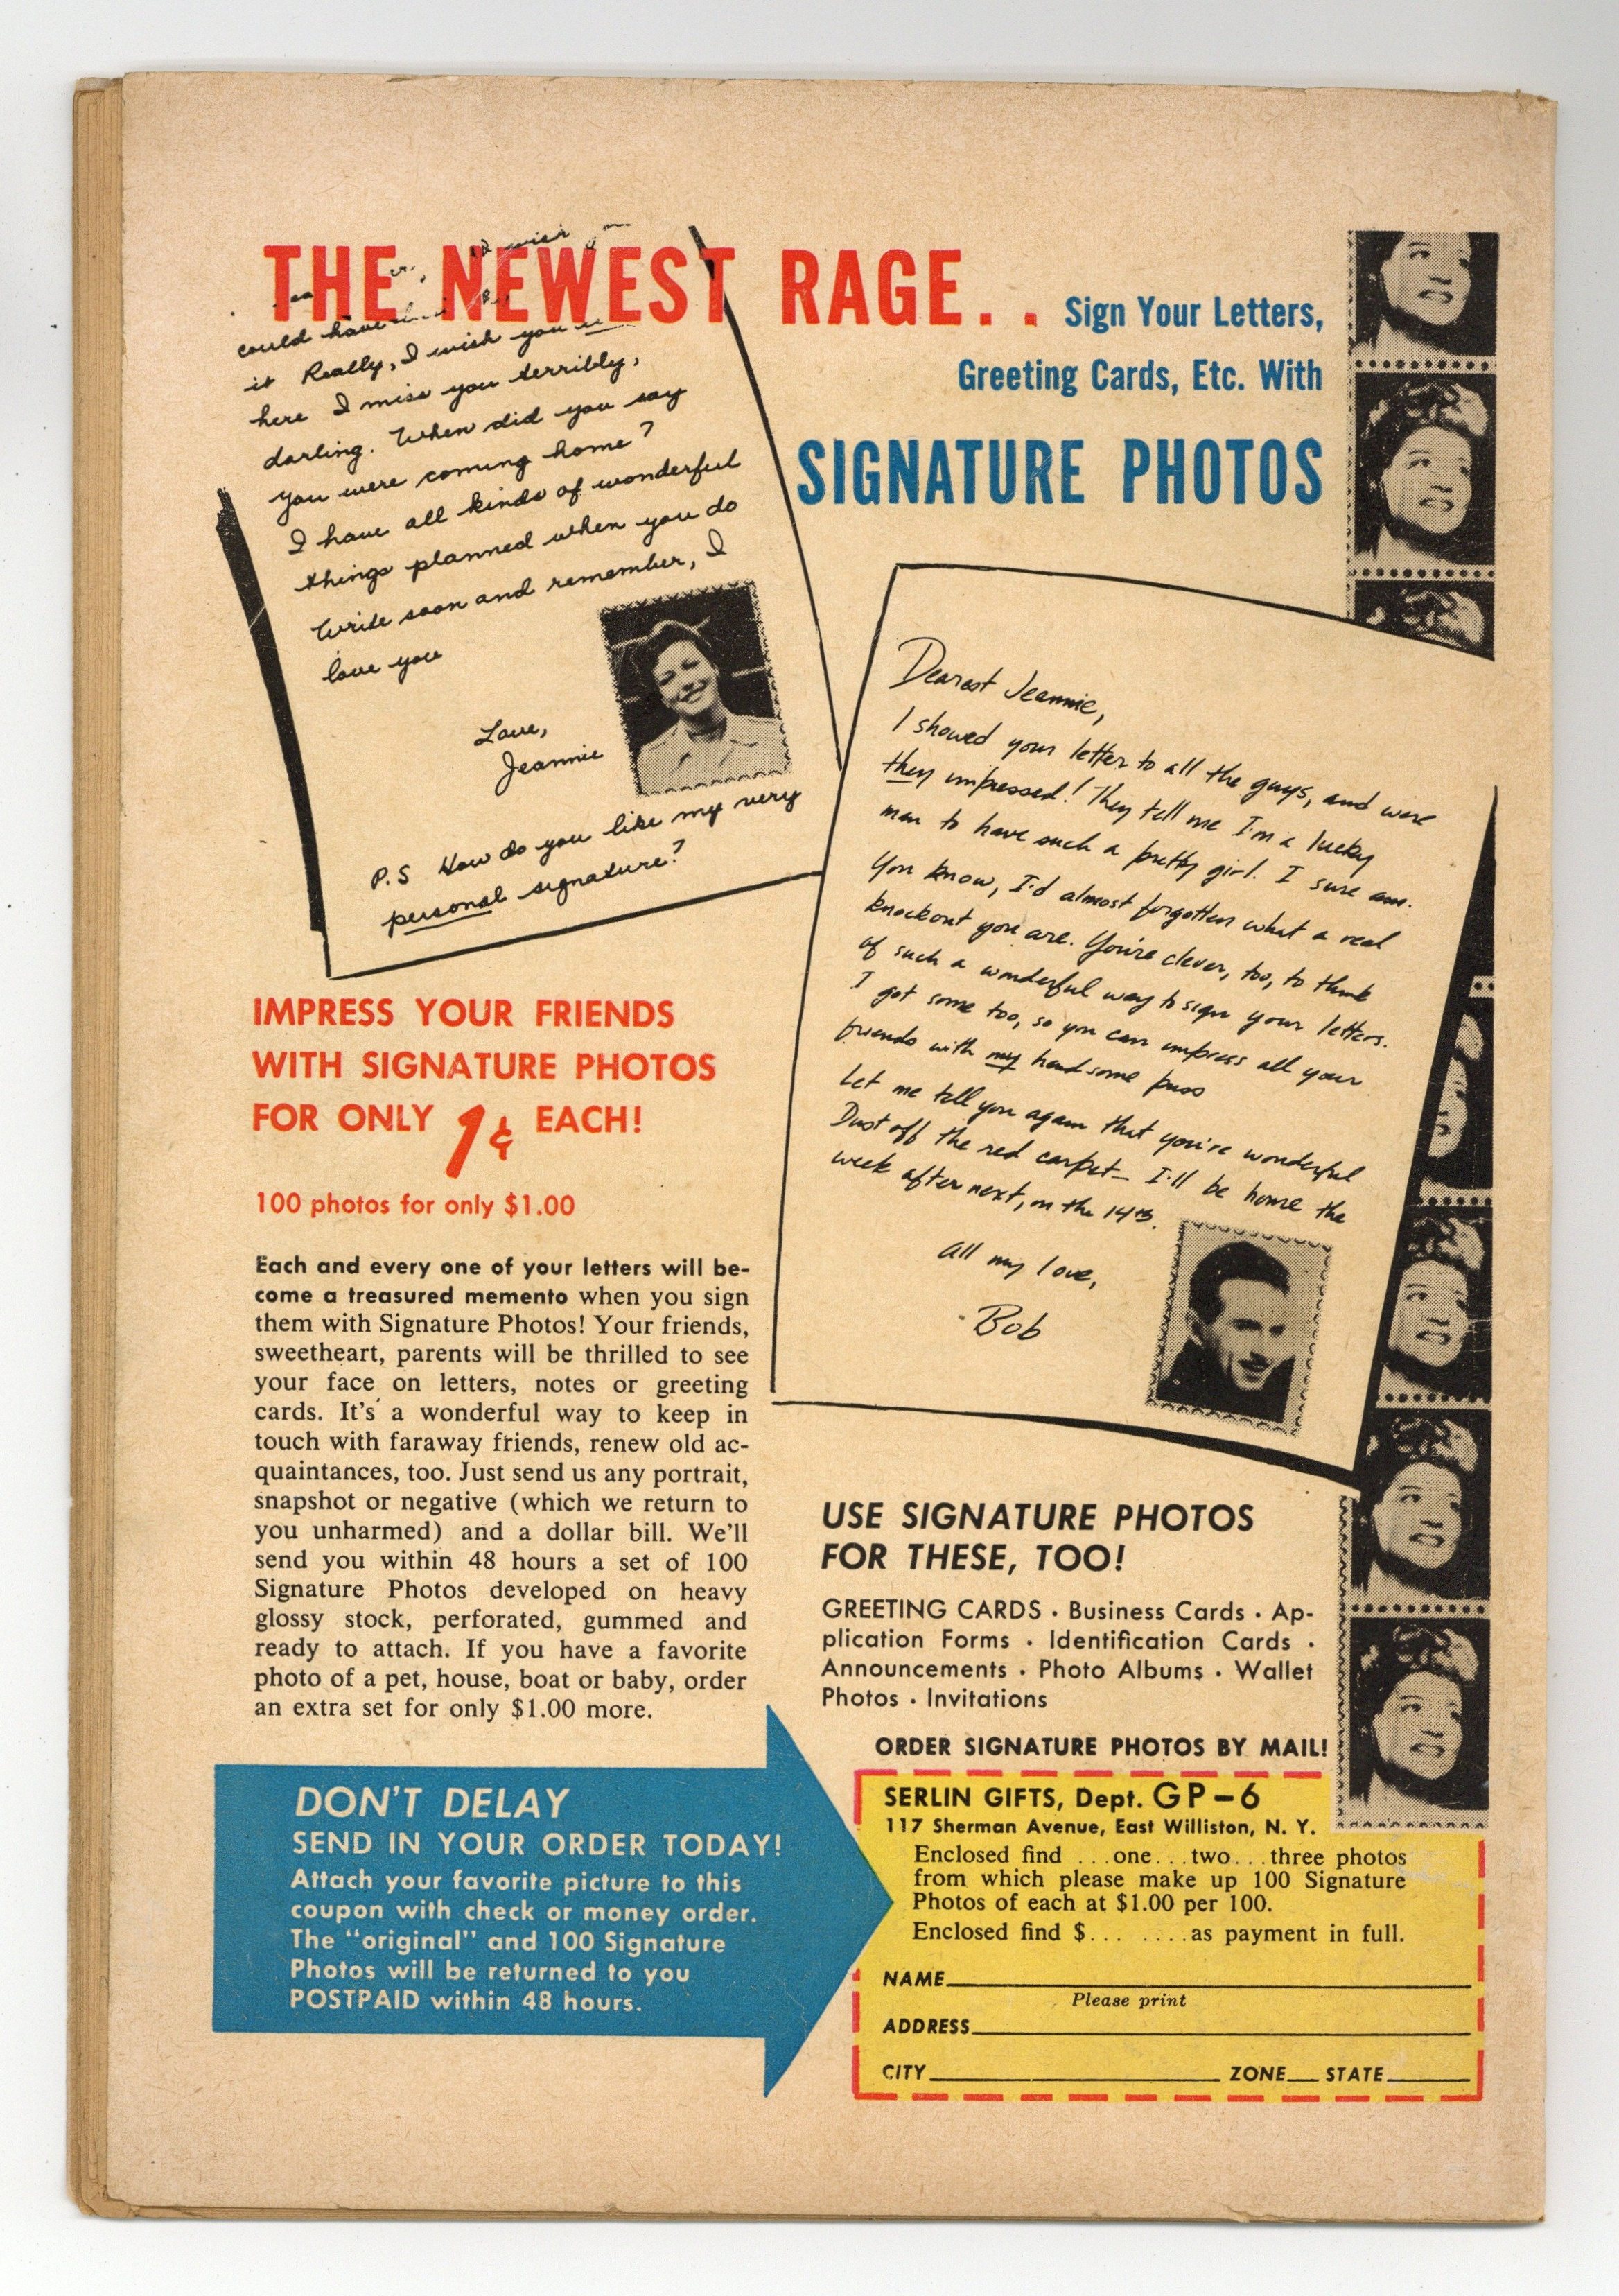 THE NEWEST RAGE..
Sign Your Letters,
Greeting Cards, Etc. With
SIGNATURE PHOTOS
could have
it Really, I wish you
here I miss you terribly,
darling. When did you say
you were coming home?
I have all kinds of wonderful
things planned when you do
Write soon and remember, I
love you
Love,
Jeannie
P.S How do you like my very
personal signature?
Dearest Jeannie,
I showed your letter to all the guys, and were
they impressed! They tell me I'm a lucky
man to have such a pretty girl. I sure am.
You know, I'd almost forgotten what a real
knockout you are. You're clever, too, to think
of such a wonderful way to sign your letters.
I got some too, so you can impress all your
friends with my handsome puss
Let me tell you again that you're wonderful
Dust off the red carpet— I'll be home the
week after next, on the 14th.
All my love,
Bob
IMPRESS YOUR FRIENDS
WITH SIGNATURE PHOTOS
FOR ONLY 1¢ EACH!
100 photos for only $1.00
Each and every one of your letters will be-
come a treasured memento when you sign
them with Signature Photos! Your friends,
sweetheart, parents will be thrilled to see
your face on letters, notes or greeting
cards. It's a wonderful way to keep in
touch with faraway friends, renew old ac-
quaintances, too. Just send us any portrait,
snapshot or negative (which we return to
you unharmed) and a dollar bill. We'll
send you within 48 hours a set of 100
Signature Photos developed on heavy
glossy stock, perforated, gummed and
ready to attach. If you have a favorite
photo of a pet, house, boat or baby, order
an extra set for only $1.00 more.
USE SIGNATURE PHOTOS
FOR THESE, TOO!
GREETING CARDS · Business Cards · Ap-
plication Forms · Identification Cards ·
Announcements · Photo Albums · Wallet
Photos · Invitations
DON'T DELAY
SEND IN YOUR ORDER TODAY!
Attach your favorite picture to this
coupon with check or money order.
The "original" and 100 Signature
Photos will be returned to you
POSTPAID within 48 hours.
ORDER SIGNATURE PHOTOS BY MAIL!
SERLIN GIFTS, Dept. GP-6
117 Sherman Avenue, East Williston, N. Y.
Enclosed find ...one...two...three photos
from which please make up 100 Signature
Photos of each at $1.00 per 100.
Enclosed find $... ....as payment in full.
NAME
Please print
ADDRESS
CITY ZONE STATE